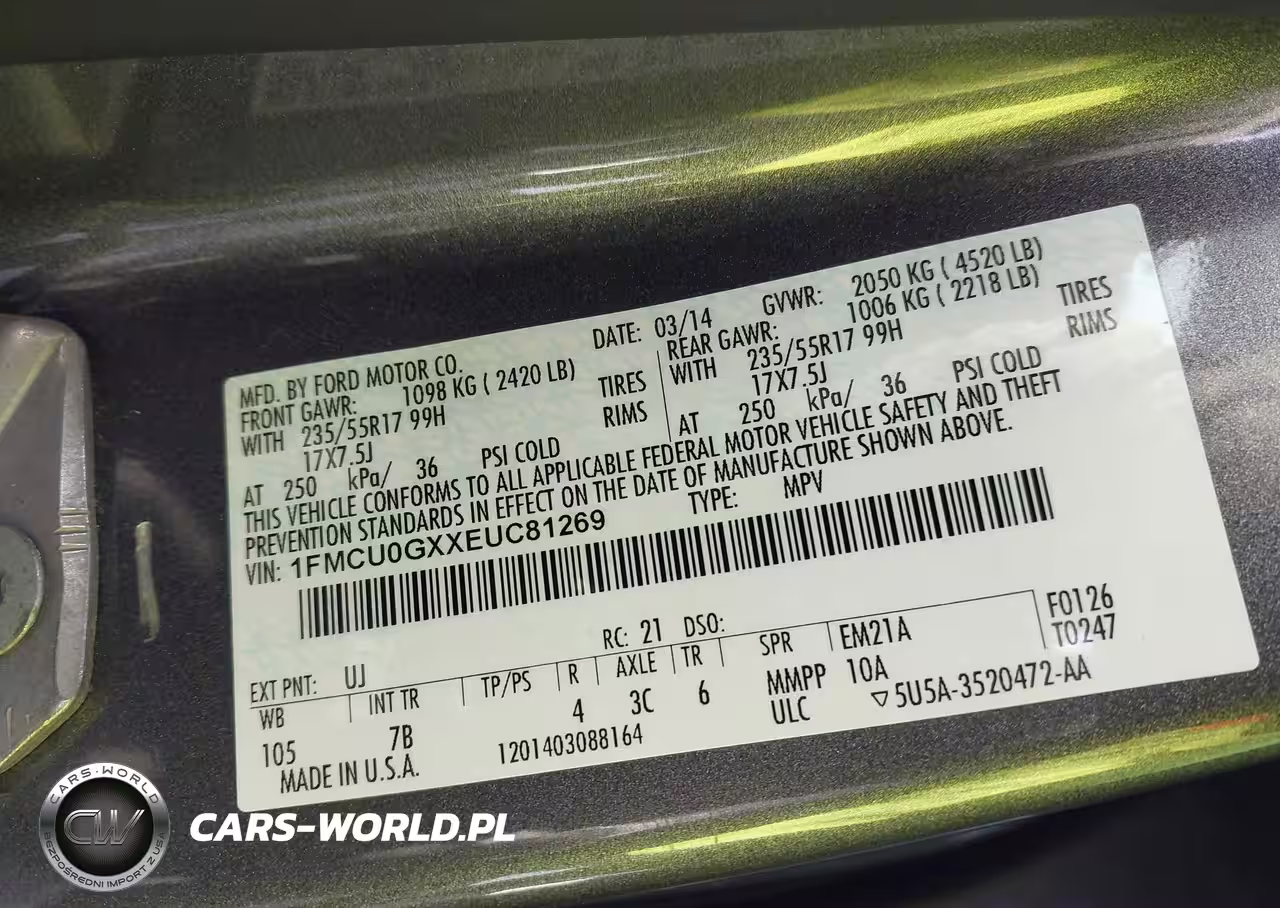 MFD. BY FORD MOTOR CO. DATE: 03/14 GVWR: 2050 KG ( 4520 LB)
FRONT GAWR: 1098 KG ( 2420 LB) REAR GAWR: 1006 KG ( 2218 LB)
WITH 235/55R17 99H TIRES WITH 235/55R17 99H TIRES
17X7.5J RIMS 17X7.5J RIMS
AT 250 kPa/ 36 PSI COLD AT 250 kPa/ 36 PSI COLD
THIS VEHICLE CONFORMS TO ALL APPLICABLE FEDERAL MOTOR VEHICLE SAFETY AND THEFT
PREVENTION STANDARDS IN EFFECT ON THE DATE OF MANUFACTURE SHOWN ABOVE.
VIN: 1FMCU0GXXEUC81269 TYPE: MPV
EXT PNT: UJ RC: 21 DSO: F0126
WB INT TR TP/PS R AXLE TR SPR EM21A T0247
105 7B 4 3C 6 MMPP 10A
MADE IN U.S.A. 1201403088164 ULC ▽5U5A-3520472-AA
CARS-WORLD
CW
BEZPOŚREDNI IMPORT Z USA
CARS-WORLD.PL